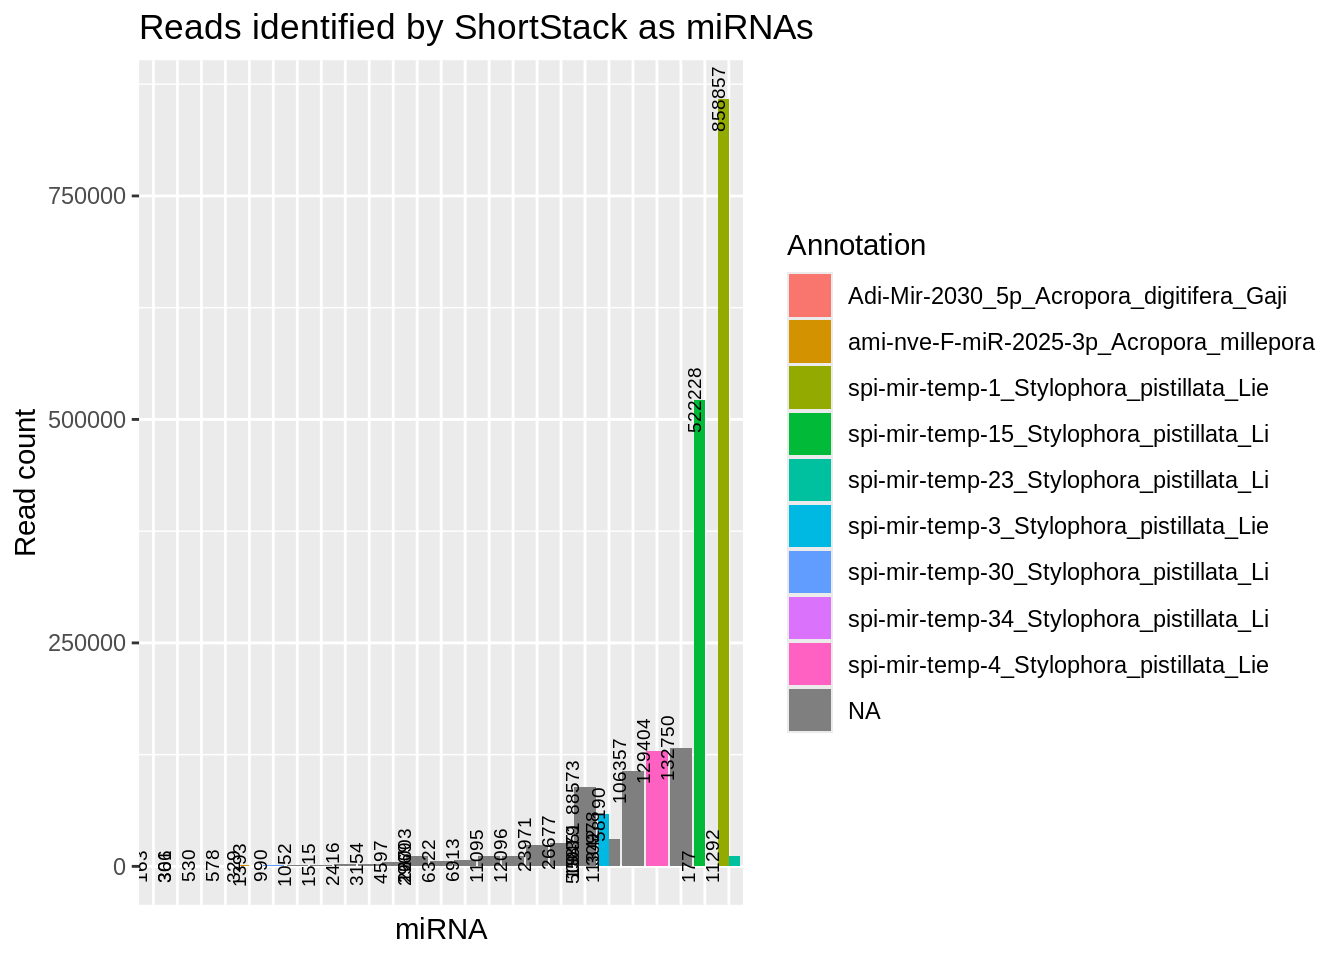 Reads identified by ShortStack as miRNAs
Read count
750000
500000
250000
0
530
578
990
1052
1515
2416
3154
4597
6322
6913
11095
12096
23971
26677
88573
58190
106357
129404
132750
177
522228
11292
858857
miRNA
Annotation
Adi-Mir-2030_5p_Acropora_digitifera_Gaji
ami-nve-F-miR-2025-3p_Acropora_millepora
spi-mir-temp-1_Stylophora_pistillata_Lie
spi-mir-temp-15_Stylophora_pistillata_Li
spi-mir-temp-23_Stylophora_pistillata_Li
spi-mir-temp-3_Stylophora_pistillata_Lie
spi-mir-temp-30_Stylophora_pistillata_Li
spi-mir-temp-34_Stylophora_pistillata_Li
spi-mir-temp-4_Stylophora_pistillata_Lie
NA